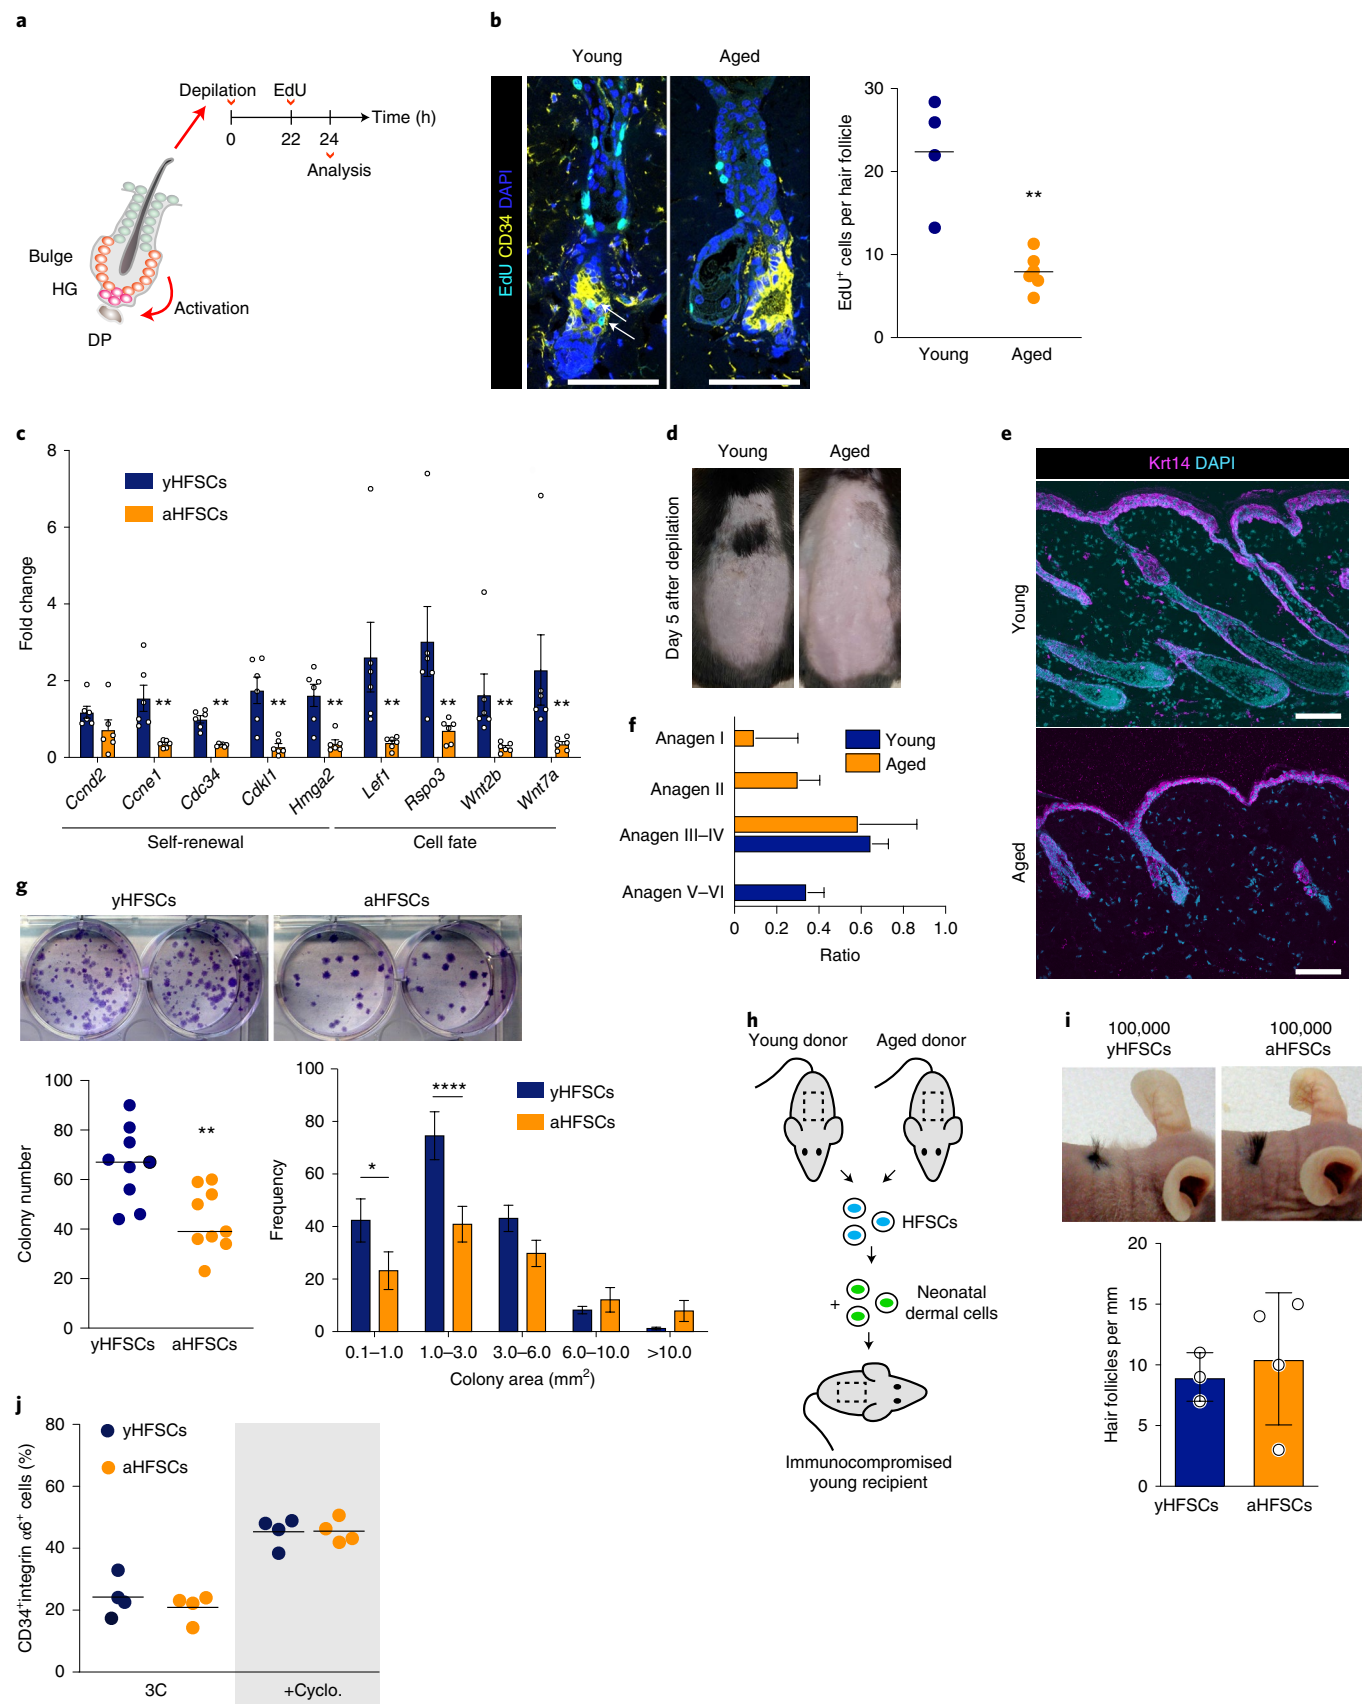 a
Depilation
EdU
Time (h)
0
22
24
Analysis
Bulge
HG
Activation
DP
b
Young
Aged
EdU CD34 DAPI
EdU⁺ cells per hair follicle
30
20
10
0
Young
Aged
**
c
Fold change
8
6
4
2
0
yHFSCs
aHFSCs
** ** ** ** ** ** ** **
Ccnd2
Ccne1
Cdc34
Cdkl1
Hmga2
Lef1
Rspo3
Wnt2b
Wnt7a
Self-renewal
Cell fate
d
Young
Aged
Day 5 after depilation
e
Krt14 DAPI
Young
Aged
f
Anagen I
Anagen II
Anagen III–IV
Anagen V–VI
Young
Aged
0 0.2 0.4 0.6 0.8 1.0
Ratio
g
yHFSCs
aHFSCs
Colony number
100
80
60
40
20
0
**
yHFSCs
aHFSCs
Frequency
100
80
60
40
20
0
*
****
yHFSCs
aHFSCs
0.1–1.0
1.0–3.0
3.0–6.0
6.0–10.0
>10.0
Colony area (mm²)
h
Young donor
Aged donor
HFSCs
+
Neonatal
dermal cells
Immunocompromised
young recipient
i
100,000
yHFSCs
100,000
aHFSCs
Hair follicles per mm
20
15
10
5
0
yHFSCs
aHFSCs
j
CD34⁺integrin α6⁺ cells (%)
80
60
40
20
0
yHFSCs
aHFSCs
3C
+Cyclo.